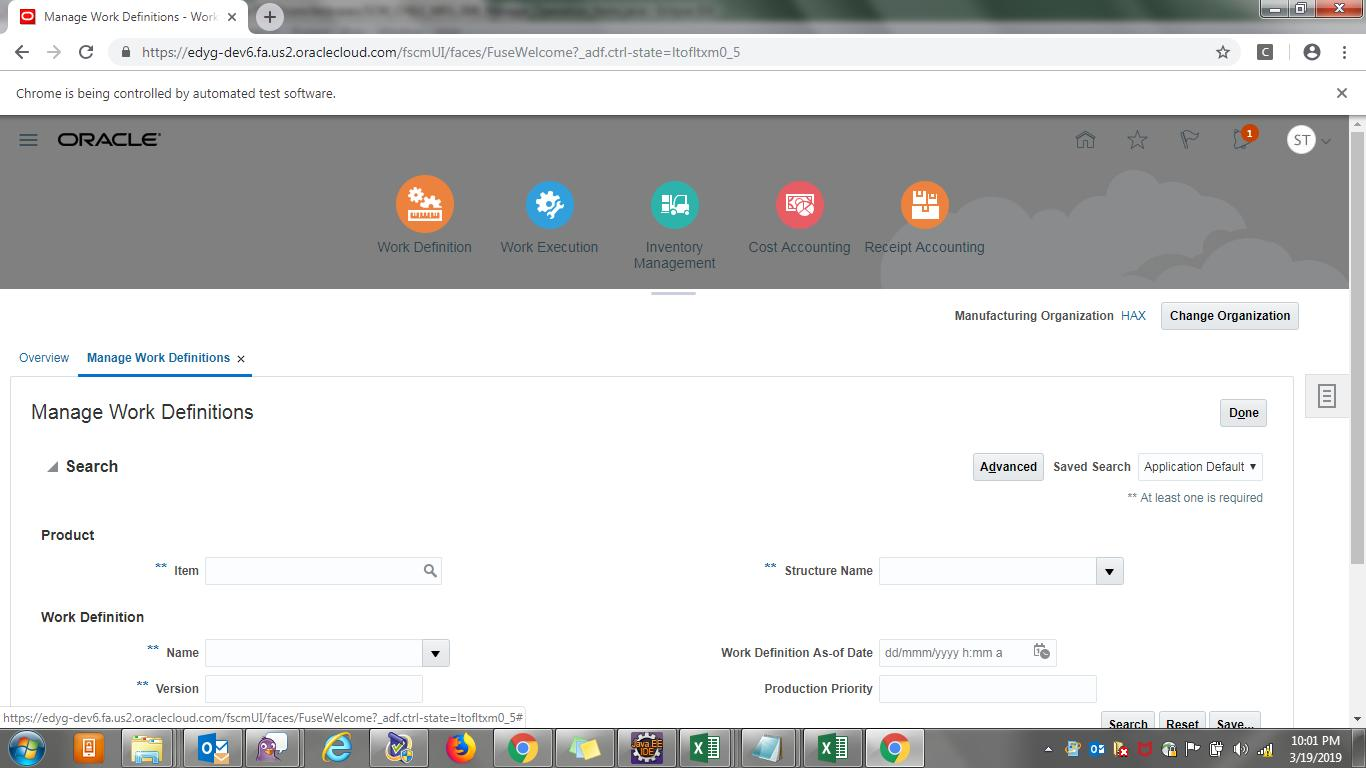 Manage Work Definitions - Work
https://edyg-dev6.fa.us2.oraclecloud.com/fscmUI/faces/FuseWelcome?_adf.ctrl-state=ltofltxm0_5
C
Chrome is being controlled by automated test software.
ORACLE
1
ST
Work Definition
Work Execution
Inventory Management
Cost Accounting
Receipt Accounting
Manufacturing Organization HAX
Change Organization
Overview
Manage Work Definitions
Manage Work Definitions
Done
Search
Advanced
Saved Search
Application Default
** At least one is required
Product
** Item
** Structure Name
Work Definition
** Name
Work Definition As-of Date
dd/mmm/yyyy h:mm a
** Version
Production Priority
https://edyg-dev6.fa.us2.oraclecloud.com/fscmUI/faces/FuseWelcome?_adf.ctrl-state=ltofltxm0_5#
Search
Reset
Save...
Java EE
IDE
10:01 PM
3/19/2019